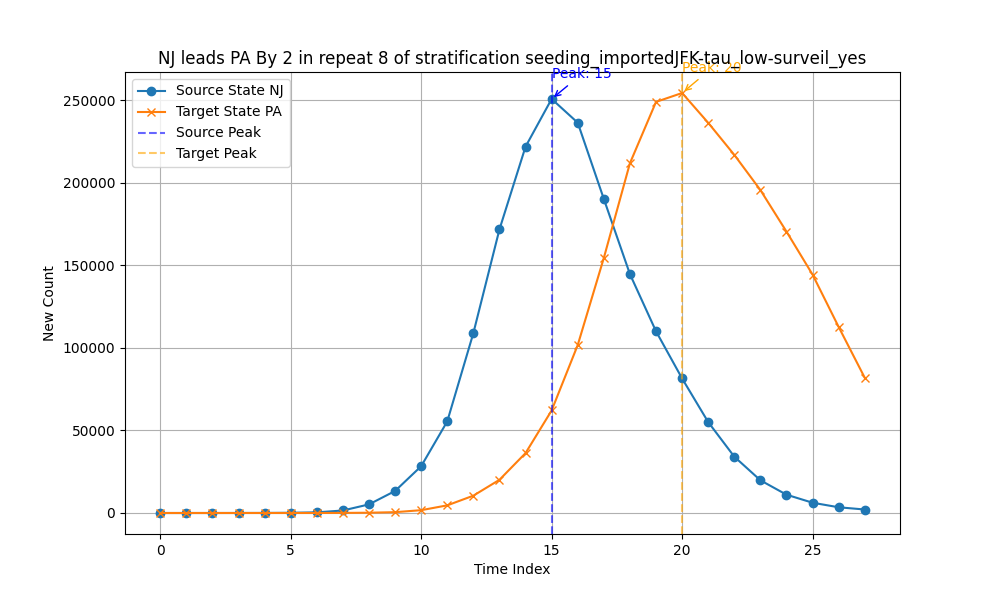 NJ leads PA By 2 in repeat 8 of stratification seeding_importedJFK-tau_low-surveil_yes
Peak: 15
Peak: 20
Source State NJ
Target State PA
Source Peak
Target Peak
New Count
250000
200000
150000
100000
50000
0
0 5 10 15 20 25
Time Index